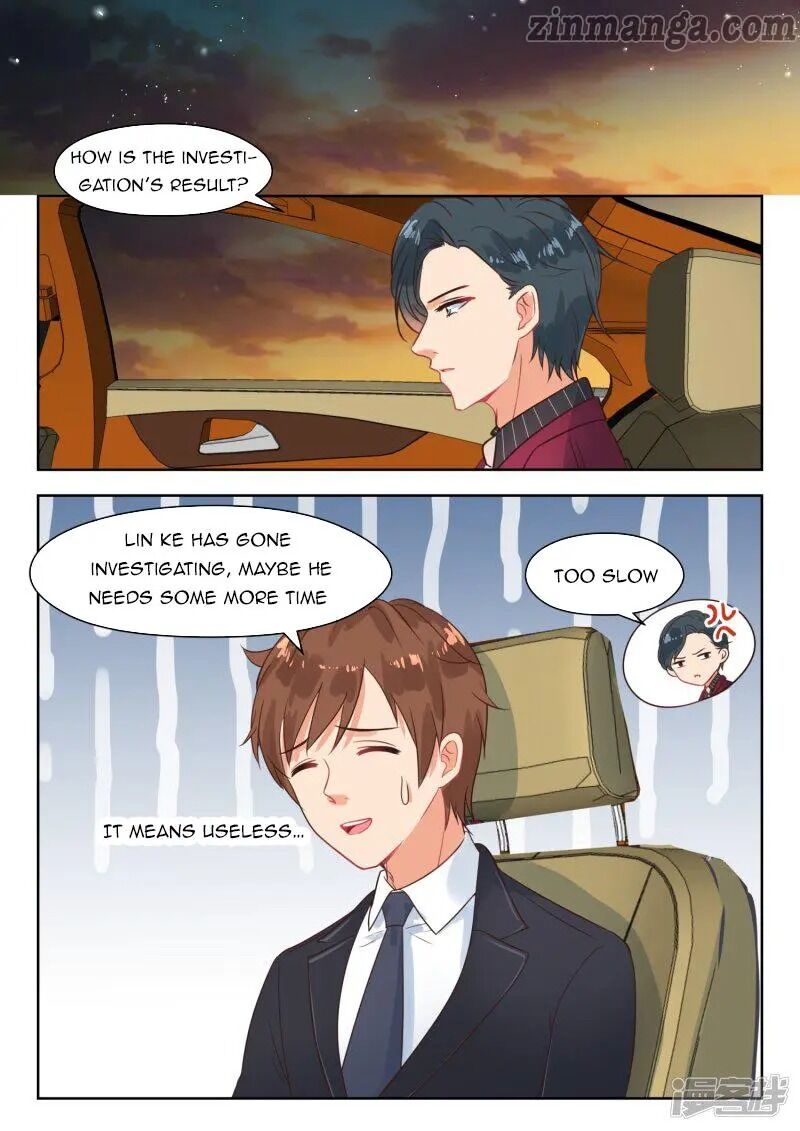 zinmanga.com
HOW IS THE INVESTI-
GATION'S RESULT?
LIN KE HAS GONE
INVESTIGATING, MAYBE HE
NEEDS SOME MORE TIME
TOO SLOW
IT MEANS USELESS...
漫客栈